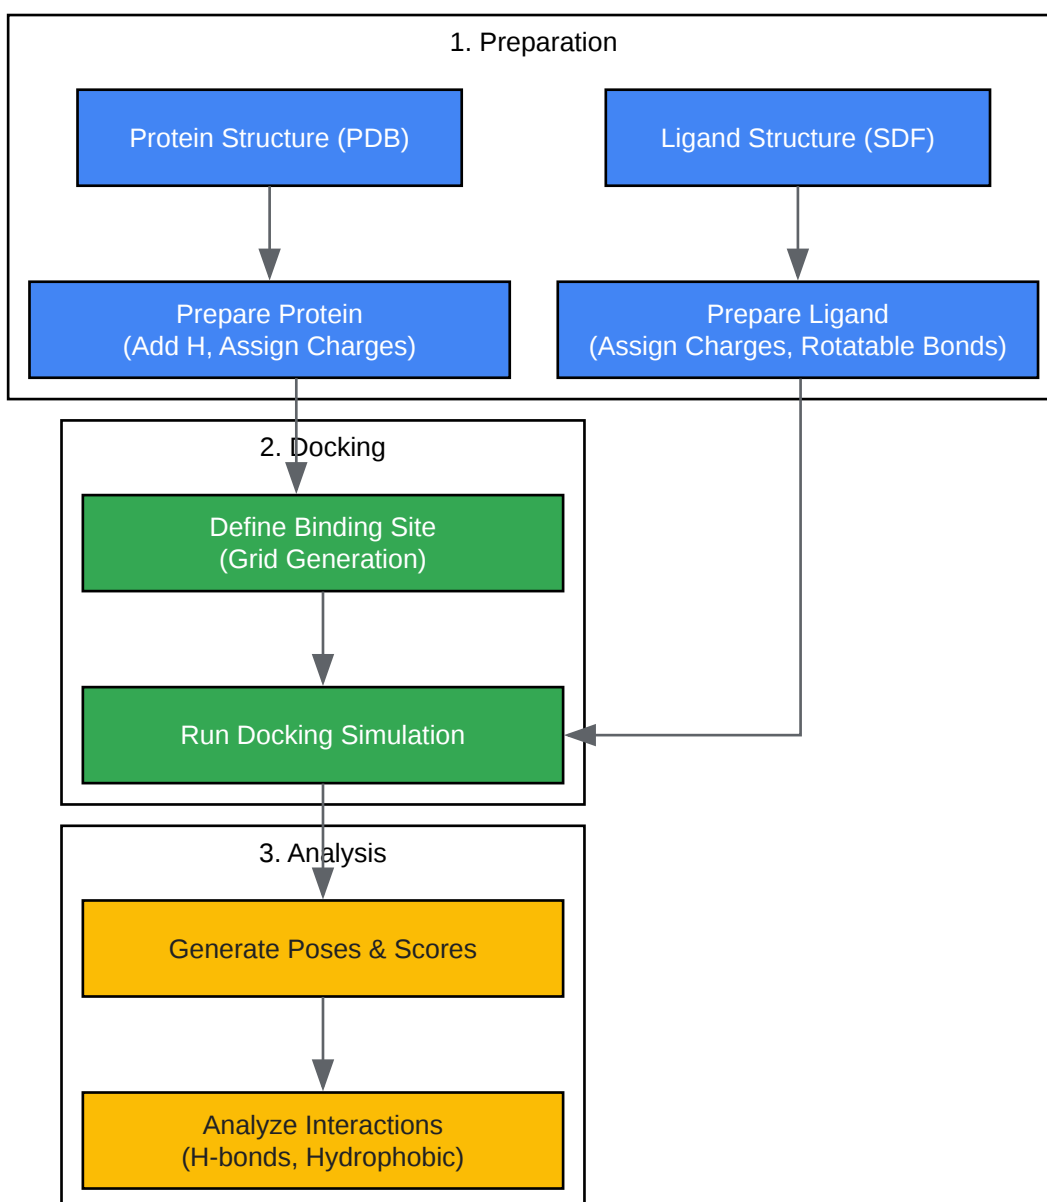 1. Preparation
Protein Structure (PDB)
Ligand Structure (SDF)
Prepare Protein
(Add H, Assign Charges)
Prepare Ligand
(Assign Charges, Rotatable Bonds)
2. Docking
Define Binding Site
(Grid Generation)
Run Docking Simulation
3. Analysis
Generate Poses & Scores
Analyze Interactions
(H-bonds, Hydrophobic)